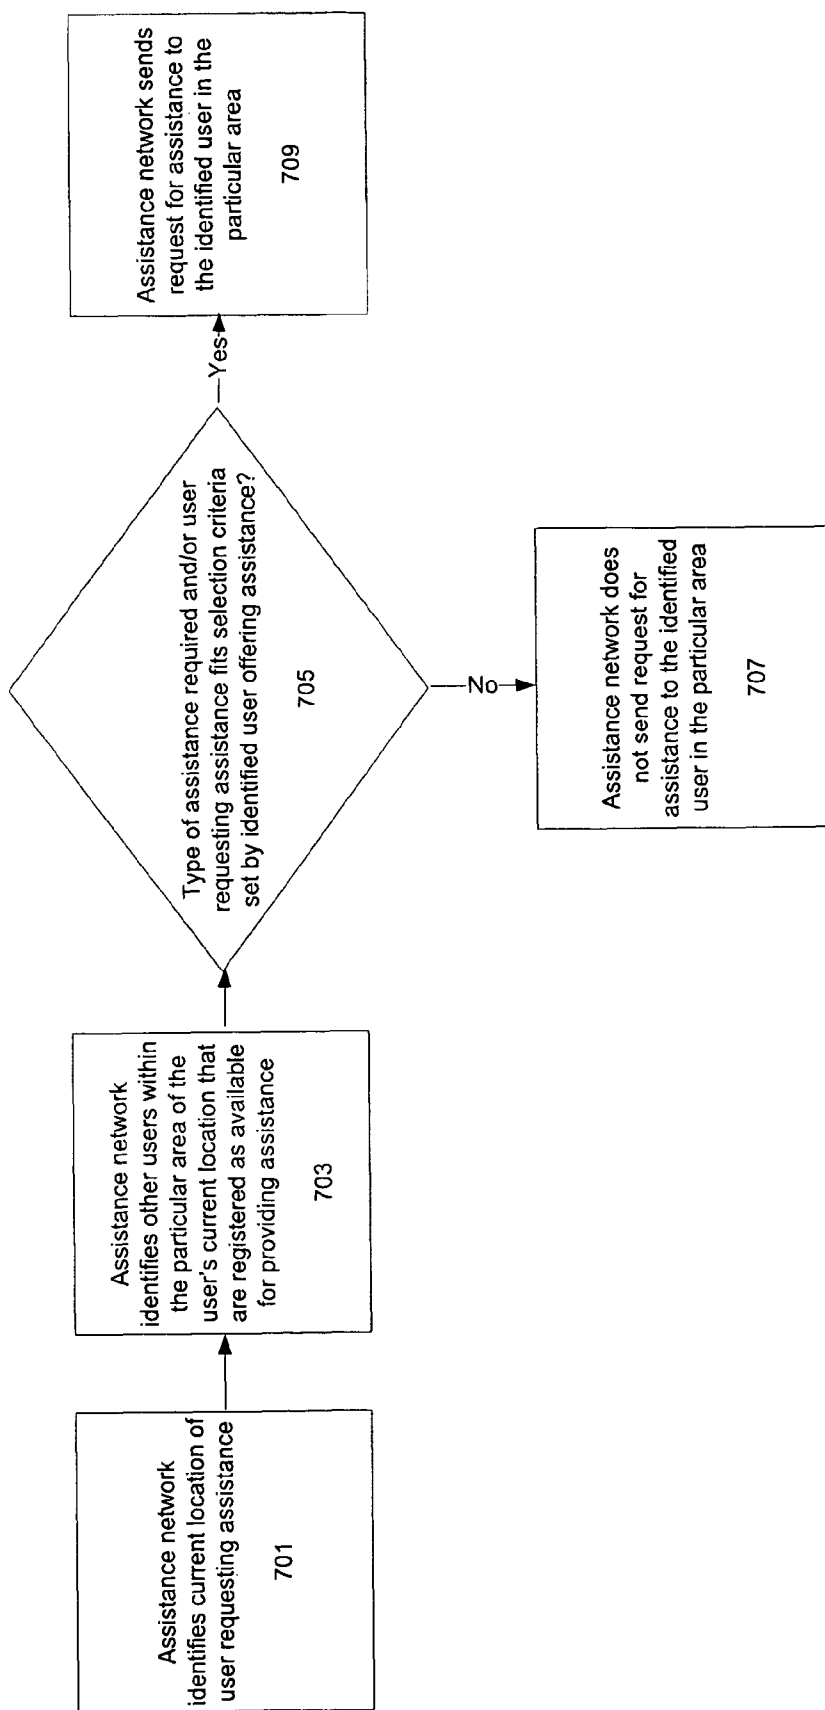 Assistance network
identifies current location of
user requesting assistance
701
Assistance network
identifies other users within
the particular area of the
user's current location that
are registered as available
for providing assistance
703
Type of assistance required and/or user
requesting assistance fits selection criteria
set by identified user offering assistance?
705
Yes
Assistance network sends
request for assistance to
the identified user in the
particular area
709
No
Assistance network does
not send request for
assistance to the identified
user in the particular area
707